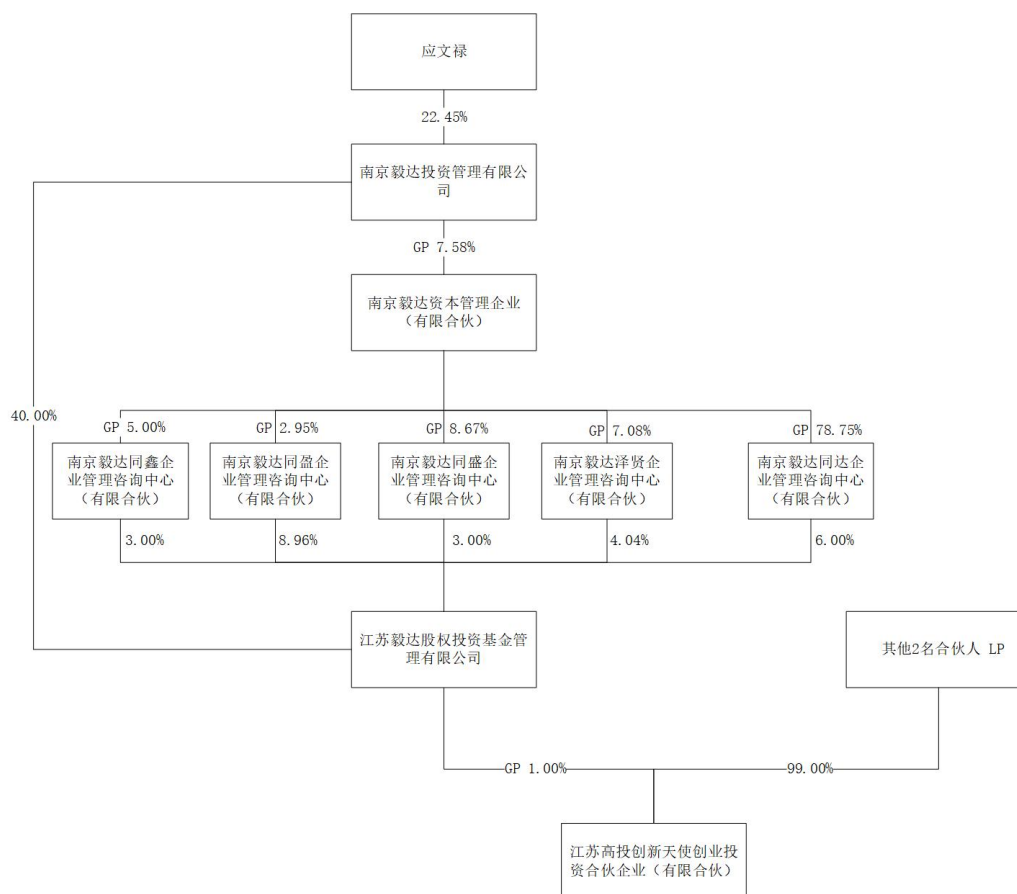 应文禄
22.45%
南京毅达投资管理有限公
司
GP 7.58%
南京毅达资本管理企业
（有限合伙）
40.00%
GP 5.00%
GP 2.95%
GP 8.67%
GP 7.08%
GP 78.75%
南京毅达同鑫企
业管理咨询中心
（有限合伙）
南京毅达同盈企
业管理咨询中心
（有限合伙）
南京毅达同盛企
业管理咨询中心
（有限合伙）
南京毅达泽贤企
业管理咨询中心
（有限合伙）
南京毅达同达企
业管理咨询中心
（有限合伙）
3.00%
8.96%
3.00%
4.04%
6.00%
江苏毅达股权投资基金管
理有限公司
其他2名合伙人 LP
GP 1.00%
99.00%
江苏高投创新天使创业投
资合伙企业（有限合伙）